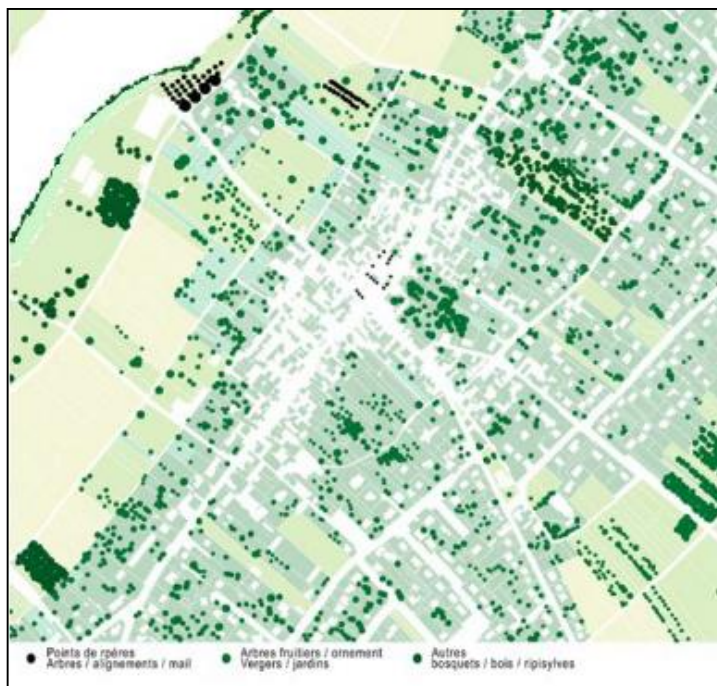 Points de rpères
Arbres / alignements / mail
Arbres fruitiers / ornement
Vergers / jardins
Autres
bosquets / bois / ripisylves